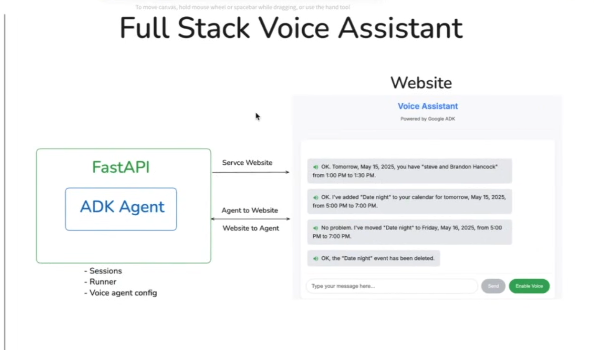 To move canvas, hold mouse wheel or spacebar while dragging, or use the hand tool
Full Stack Voice Assistant
Website
Voice Assistant
Powered by Google ADK
FastAPI
ADK Agent
- Sessions
- Runner
- Voice agent config
Servce Website
Agent to Website
Website to Agent
OK. Tomorrow, May 15, 2025, you have "steve and Brandon Hancock"
from 1:00 PM to 1:30 PM.
OK. I've added "Date night" to your calendar for tomorrow, May 15, 2025,
from 5:00 PM to 7:00 PM.
No problem. I've moved "Date night" to Friday, May 16, 2025, from 5:00
PM to 7:00 PM.
OK, the "Date night" event has been deleted.
Type your message here...
Send
Enable Voice